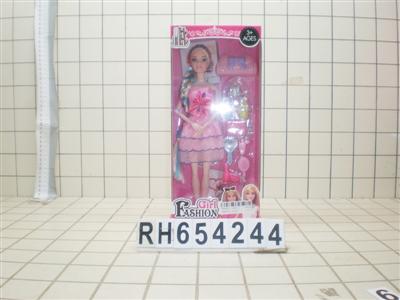 3+
AGES
Girl
FASHION
RH654244
6